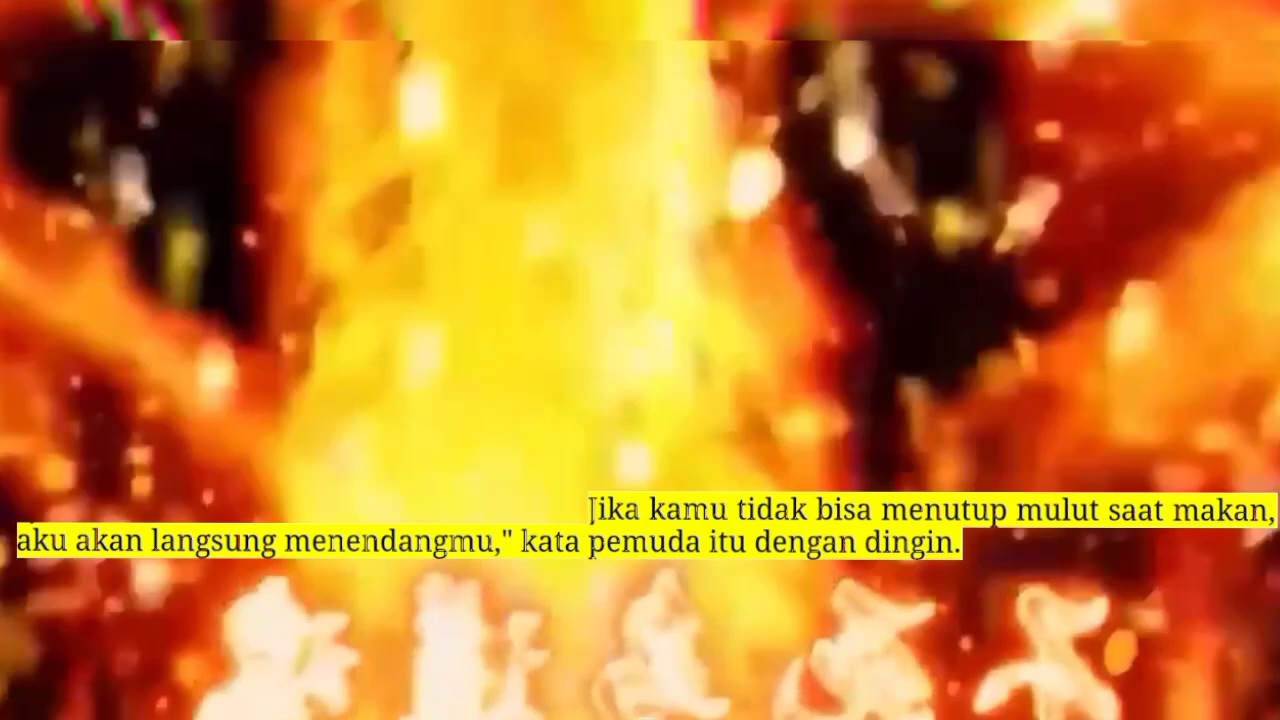 Jika kamu tidak bisa menutup mulut saat makan,
aku akan langsung menendangmu," kata pemuda itu dengan dingin.